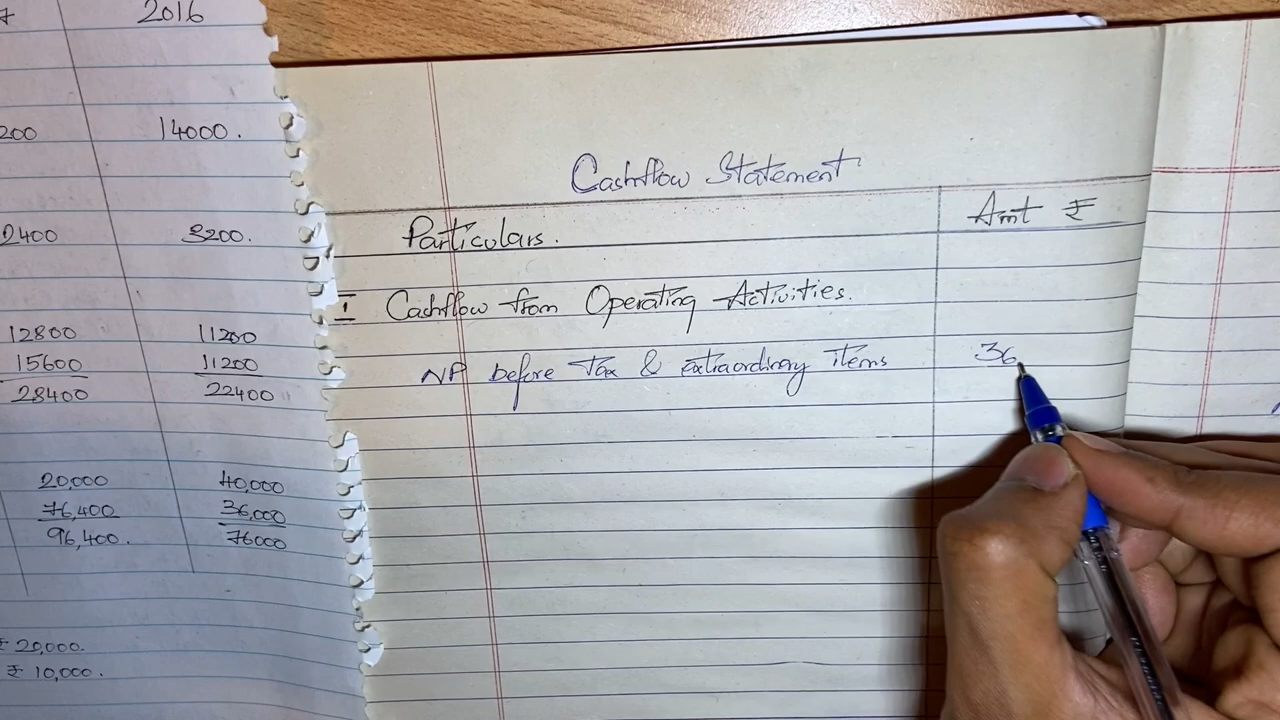 2016
200 14000.
2400 3200.
12800 11200
15600 11200
28400 22400
20,000 40,000
76,400 36,000
96,400. 76000
₹ 20,000.
₹ 10,000.
Cashflow Statement
Particulars. Amt ₹
I Cashflow from Operating Activities.
NP before Tax & extraordinary items 36